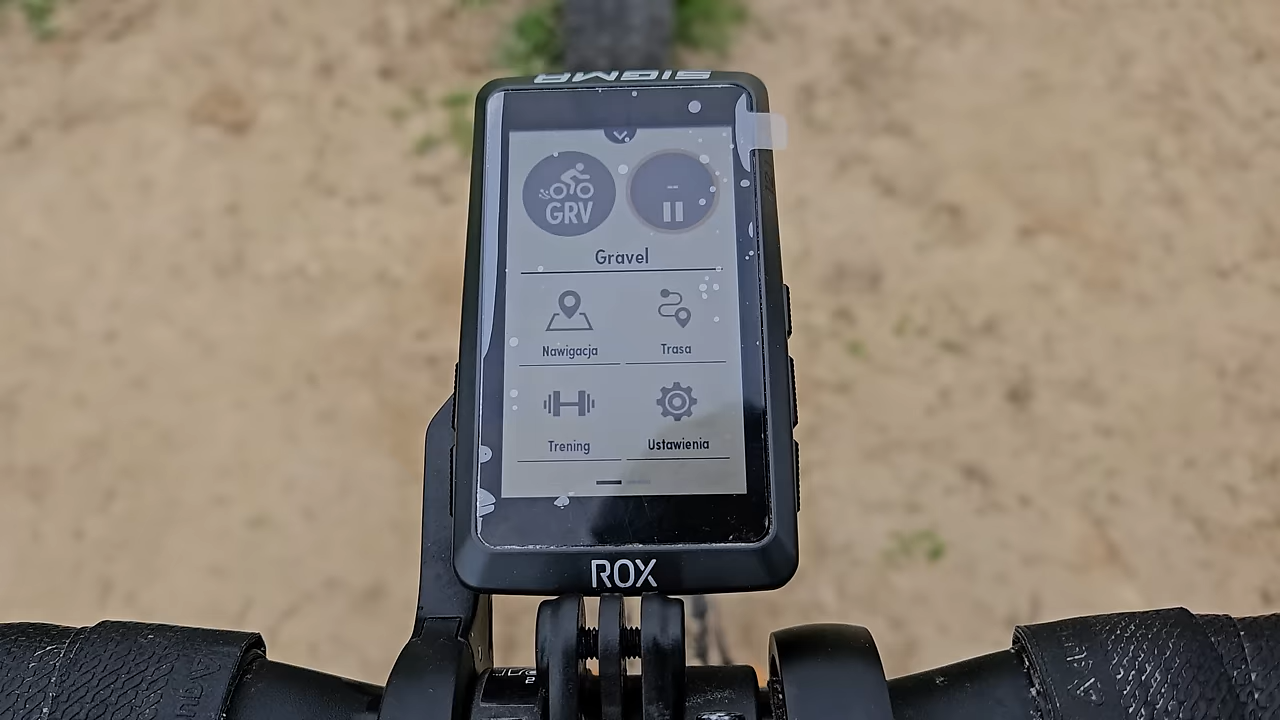 SIGMA
GRV
--
Gravel
Nawigacja
Trasa
Trening
Ustawienia
ROX